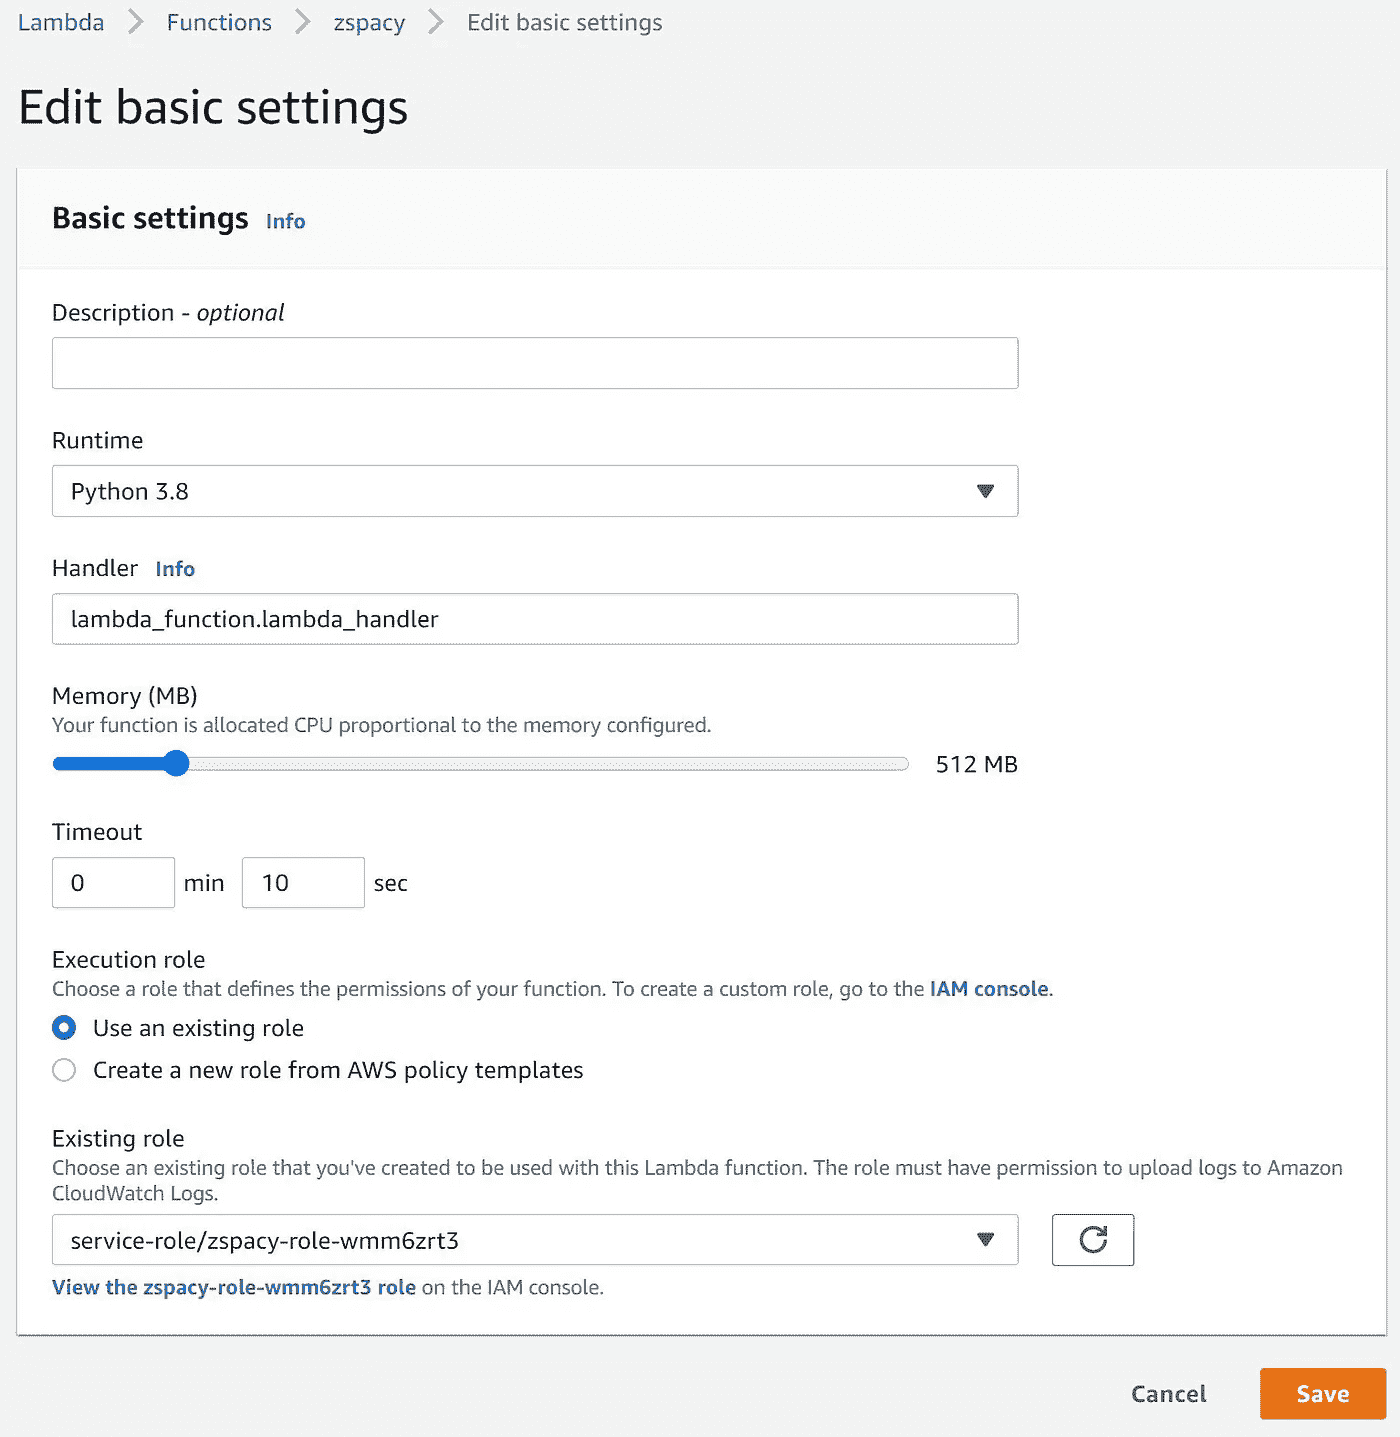 Lambda > Functions > zspacy > Edit basic settings
Edit basic settings
Basic settings Info
Description - optional
Runtime
Python 3.8
Handler Info
lambda_function.lambda_handler
Memory (MB)
Your function is allocated CPU proportional to the memory configured.
512 MB
Timeout
0 min 10 sec
Execution role
Choose a role that defines the permissions of your function. To create a custom role, go to the IAM console.
Use an existing role
Create a new role from AWS policy templates
Existing role
Choose an existing role that you've created to be used with this Lambda function. The role must have permission to upload logs to Amazon
CloudWatch Logs.
service-role/zspacy-role-wmm6zrt3
View the zspacy-role-wmm6zrt3 role on the IAM console.
Cancel Save